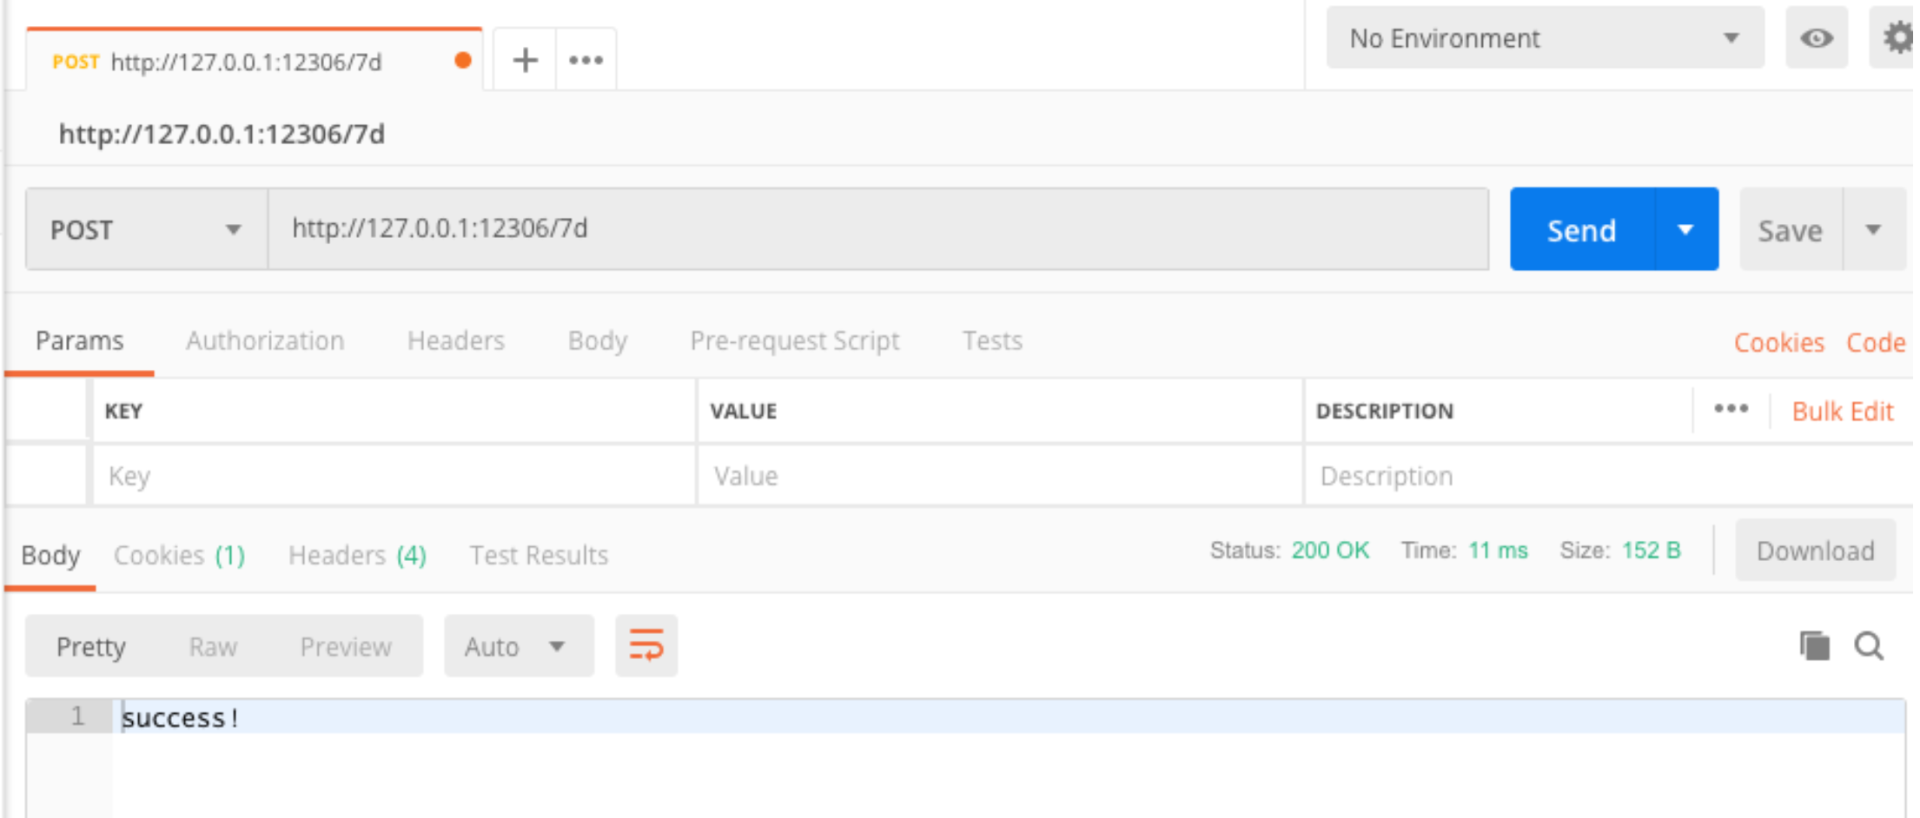 POST http://127.0.0.1:12306/7d + ••• No Environment
http://127.0.0.1:12306/7d
POST http://127.0.0.1:12306/7d Send Save
Params Authorization Headers Body Pre-request Script Tests Cookies Code
KEY VALUE DESCRIPTION ••• Bulk Edit
Key Value Description
Body Cookies (1) Headers (4) Test Results Status: 200 OK Time: 11 ms Size: 152 B Download
Pretty Raw Preview Auto
1 success!